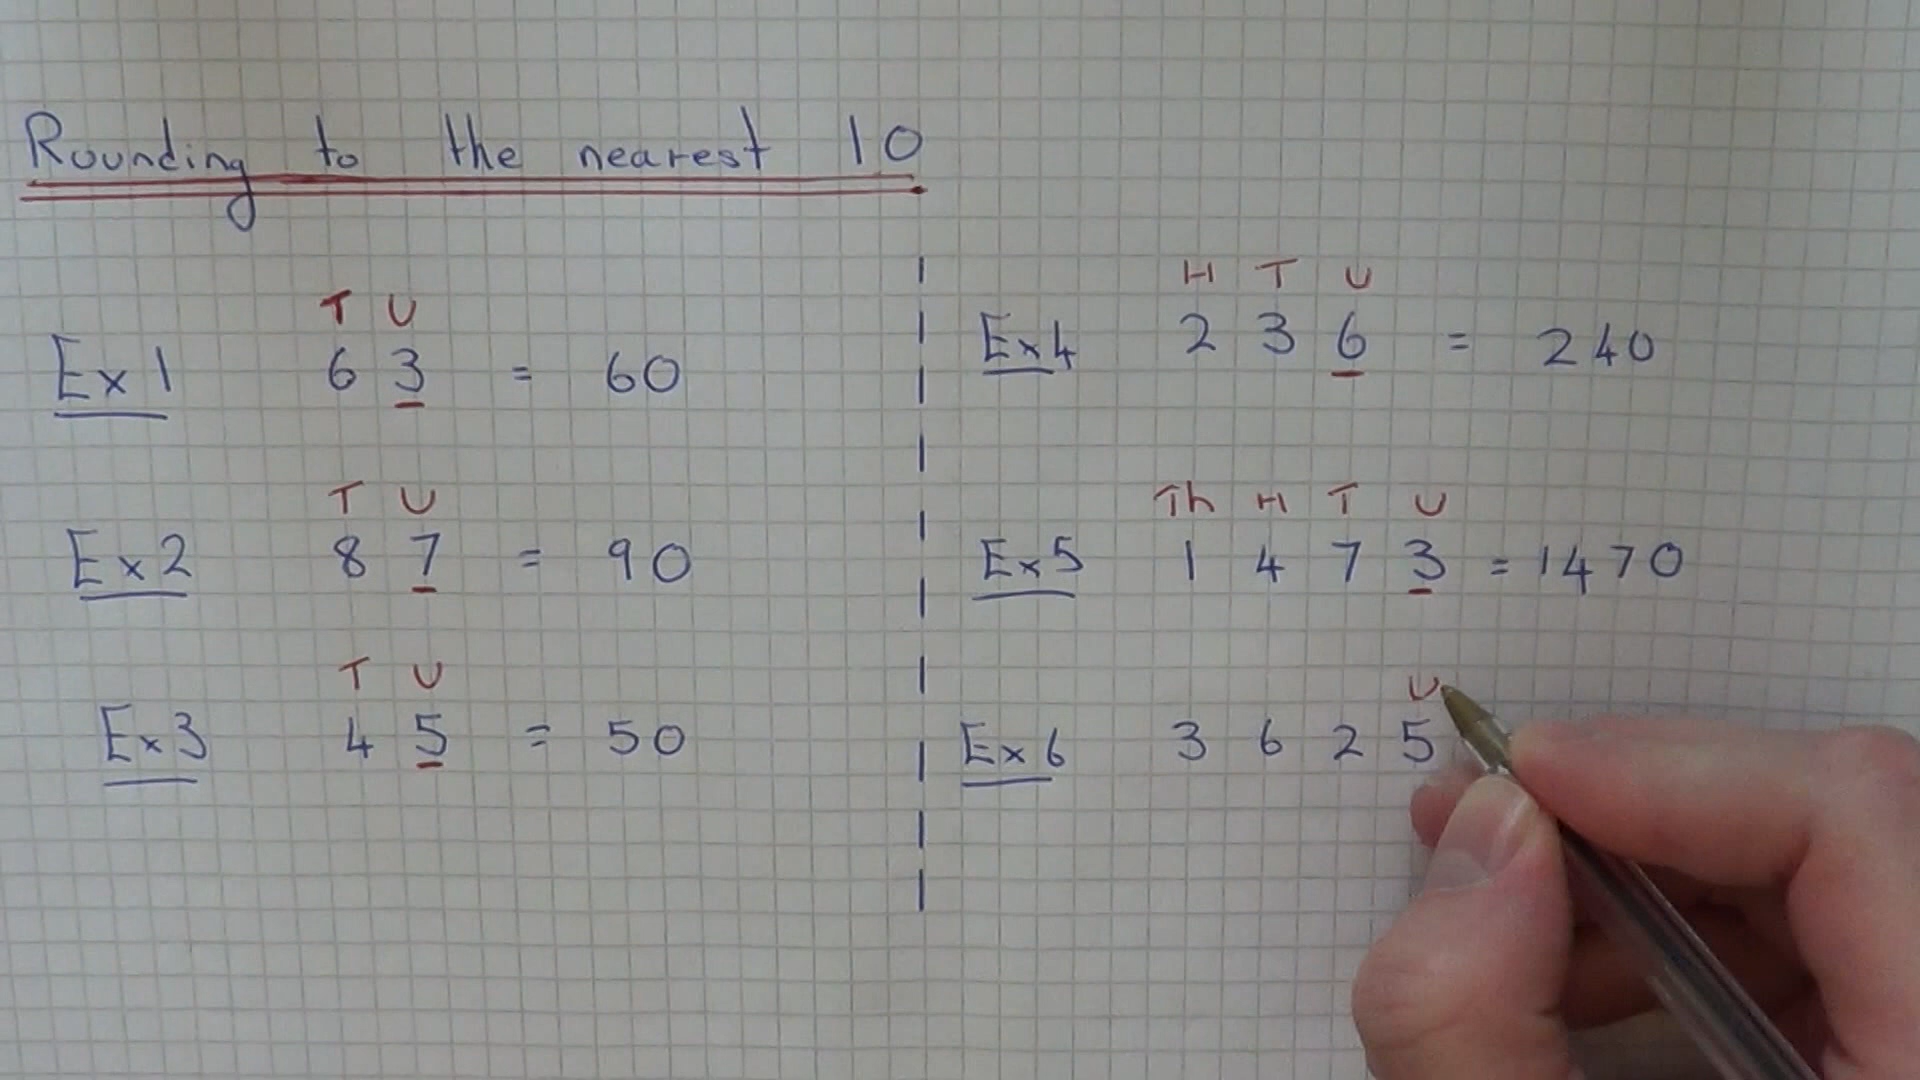 Rounding to the nearest 10
T U
Ex 1 6 3 = 60
T U
Ex 2 8 7 = 90
T U
Ex 3 4 5 = 50
H T U
Ex 4 2 3 6 = 240
Th H T U
Ex 5 1 4 7 3 = 1470
U
Ex 6 3 6 2 5